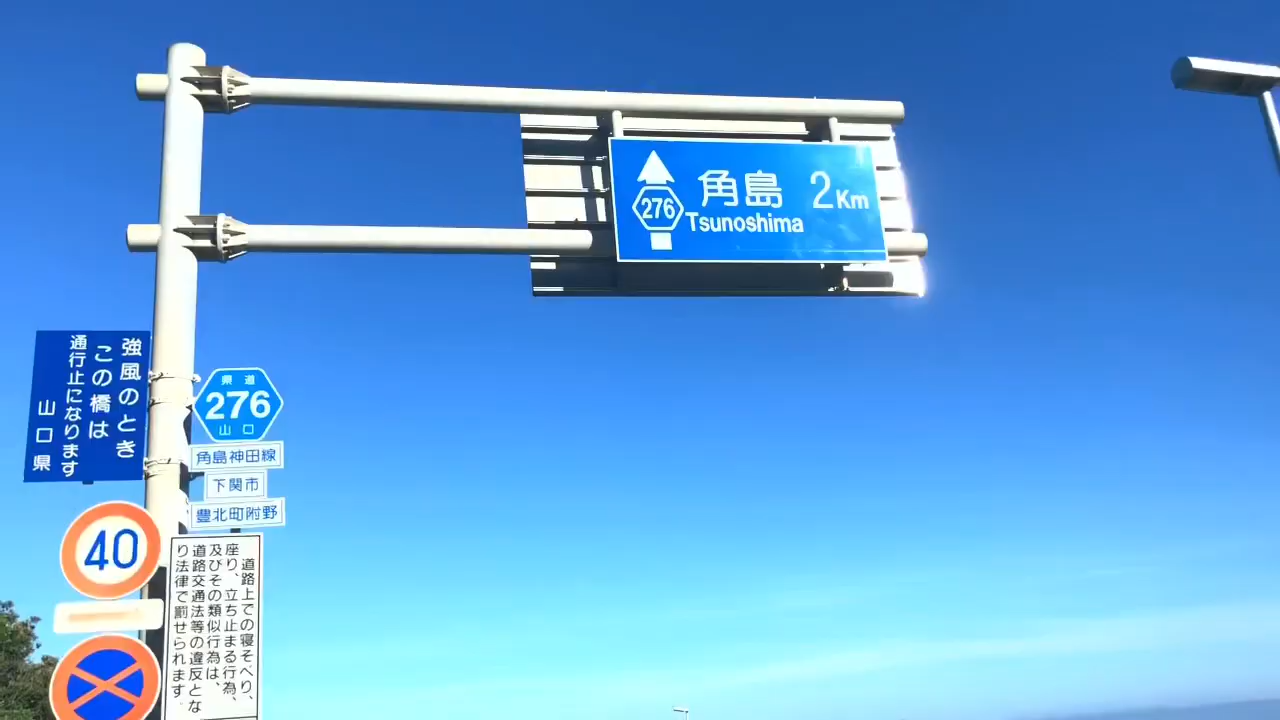 角島 2Km
276
Tsunoshima
強風のとき
この橋は
通行止になります
山口県
県道
276
山口
角島神田線
下関市
豊北町附野
40
道路上での寝そべり、
座り、立ち止まる行為、
及びその類似行為は、
道路交通法等の違反とな
り法律で罰せられます。